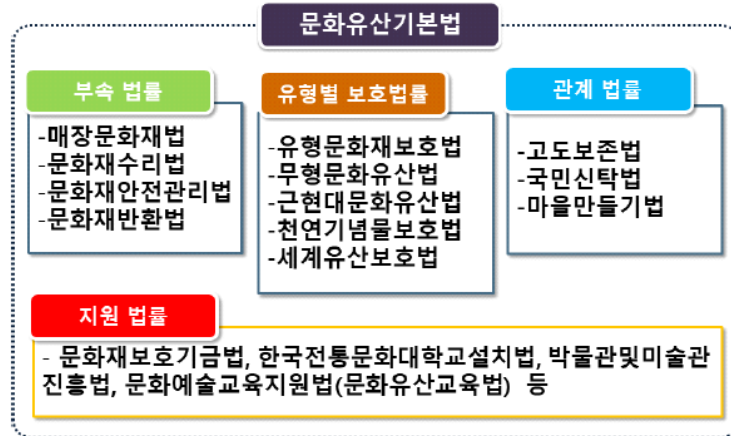 문화유산기본법
부속 법률
-매장문화재법
-문화재수리법
-문화재안전관리법
-문화재반환법
유형별 보호법률
-유형문화재보호법
-무형문화유산법
-근현대문화유산법
-천연기념물보호법
-세계유산보호법
관계 법률
-고도보존법
-국민신탁법
-마을만들기법
지원 법률
- 문화재보호기금법, 한국전통문화대학교설치법, 박물관및미술관
진흥법, 문화예술교육지원법(문화유산교육법) 등